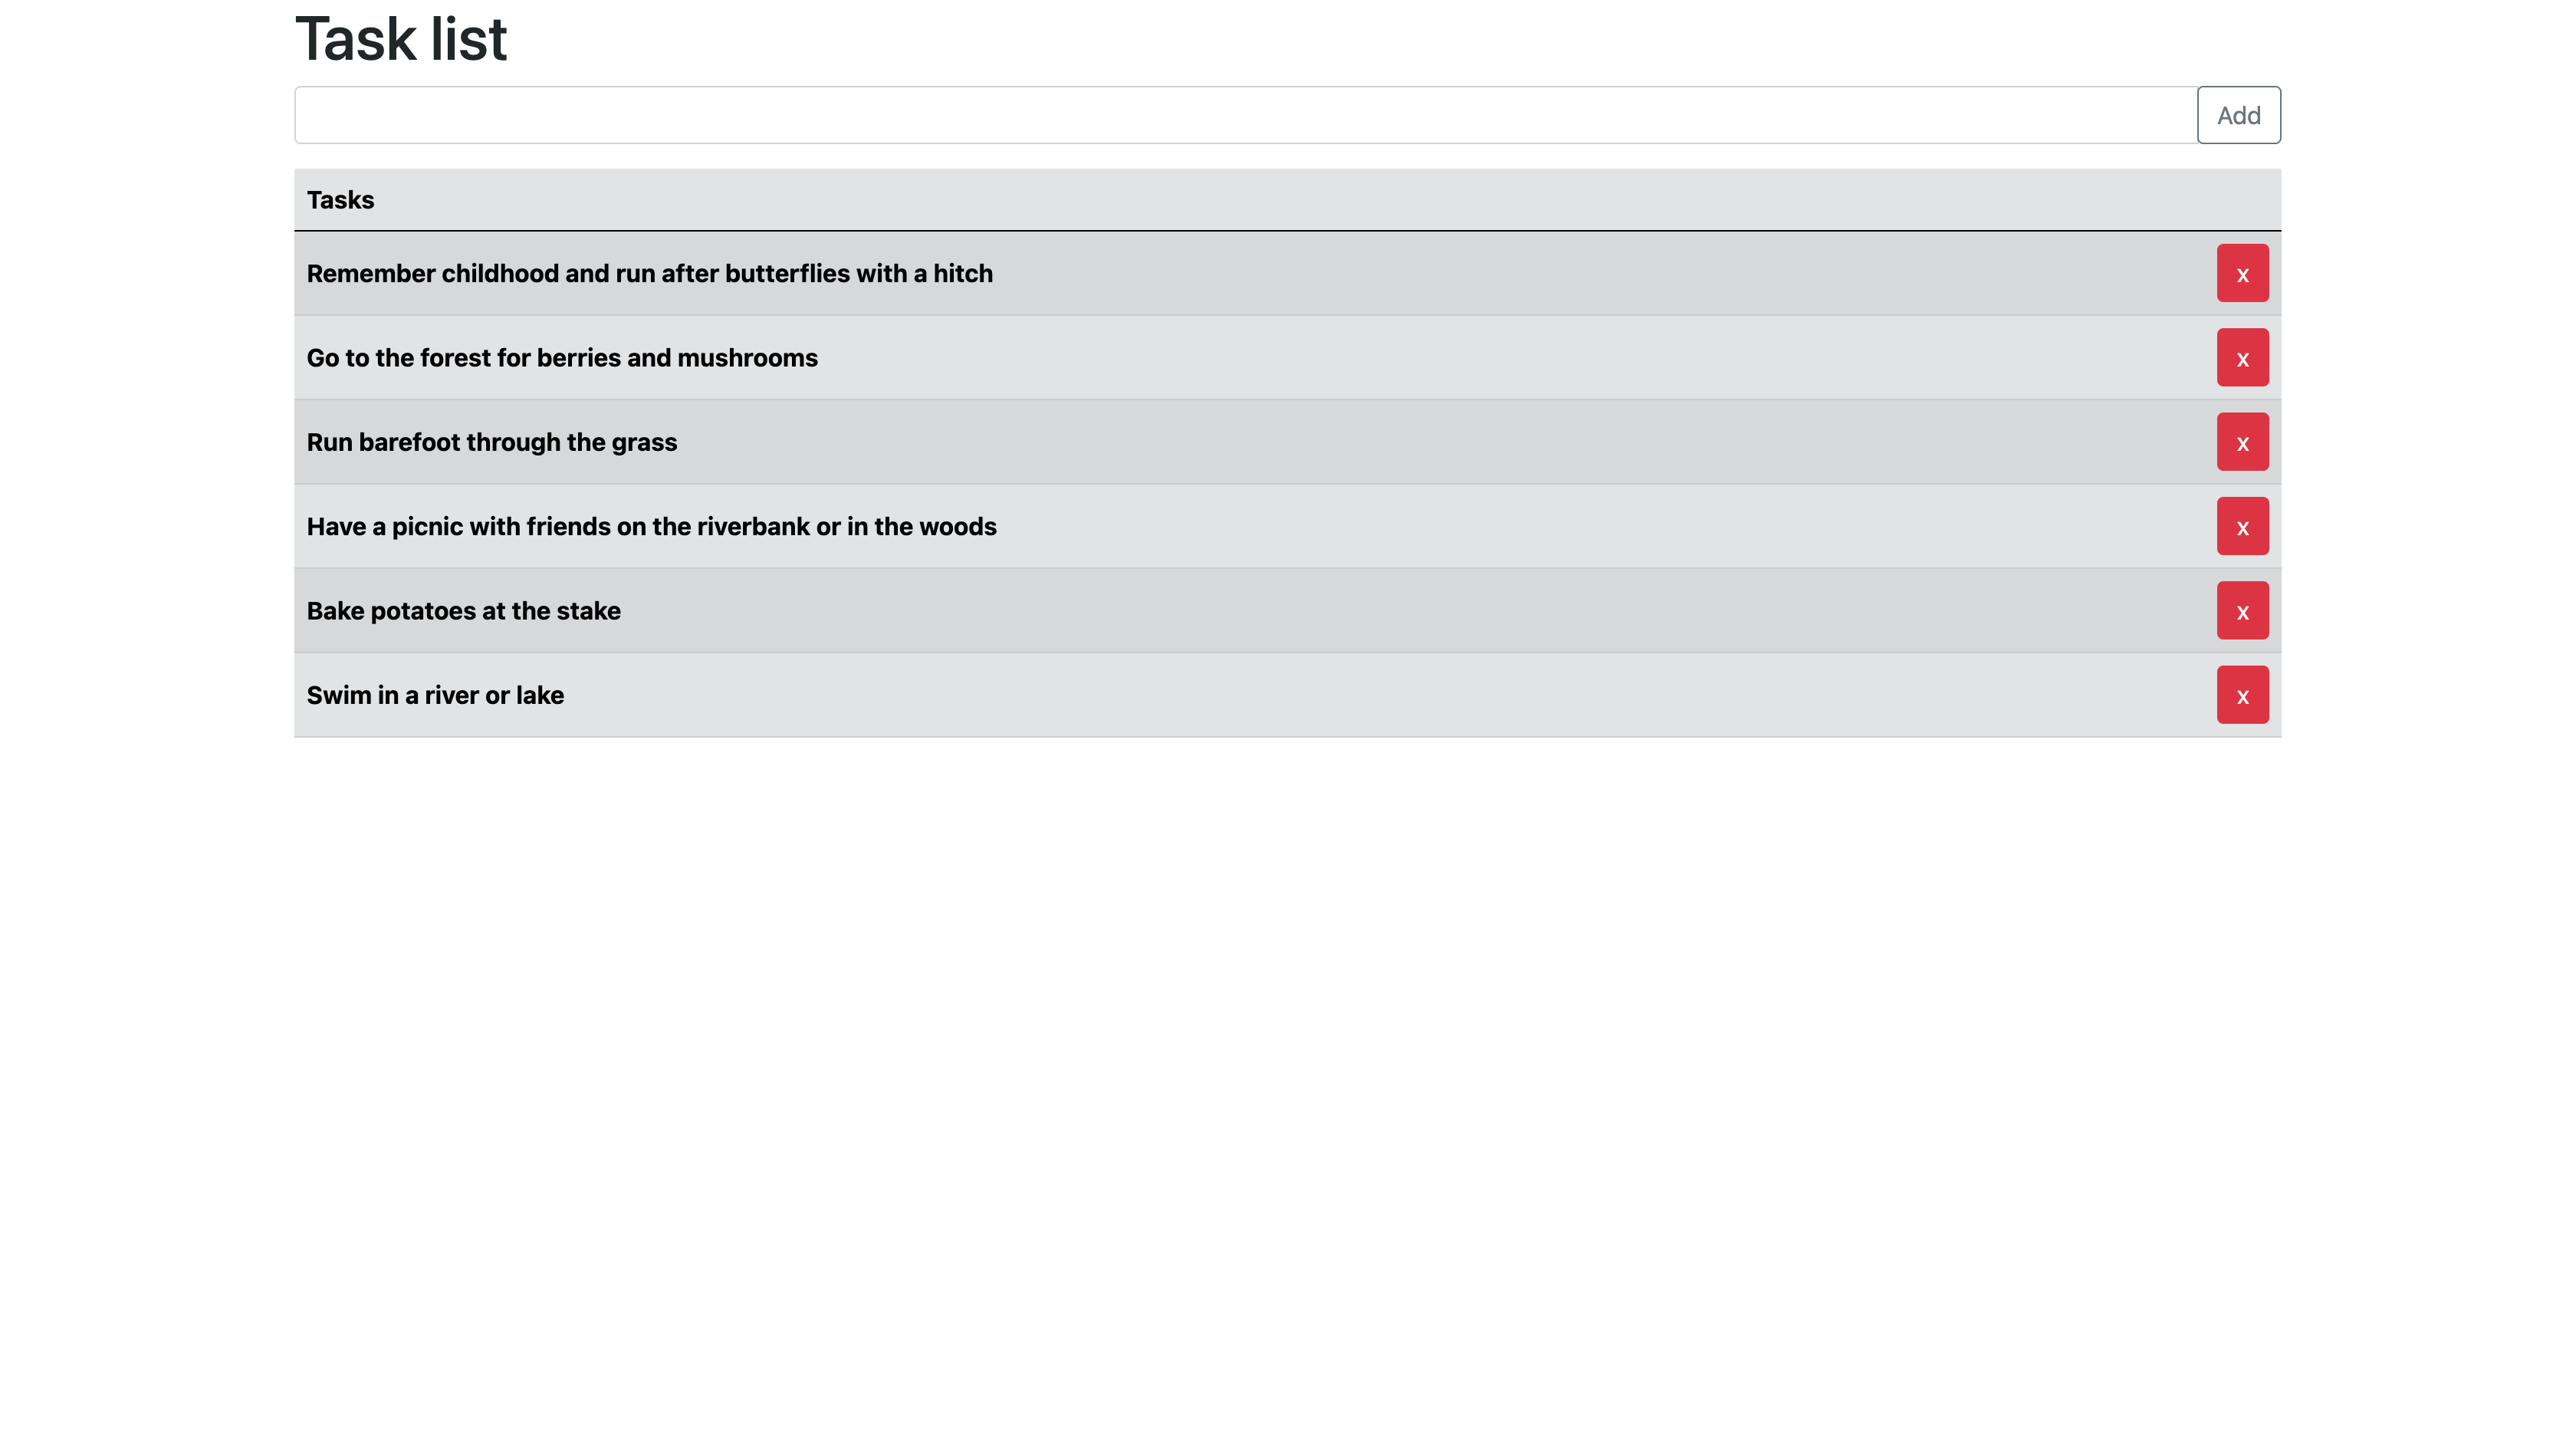 Task list
Add
Tasks
Remember childhood and run after butterflies with a hitch
x
Go to the forest for berries and mushrooms
x
Run barefoot through the grass
x
Have a picnic with friends on the riverbank or in the woods
x
Bake potatoes at the stake
x
Swim in a river or lake
x